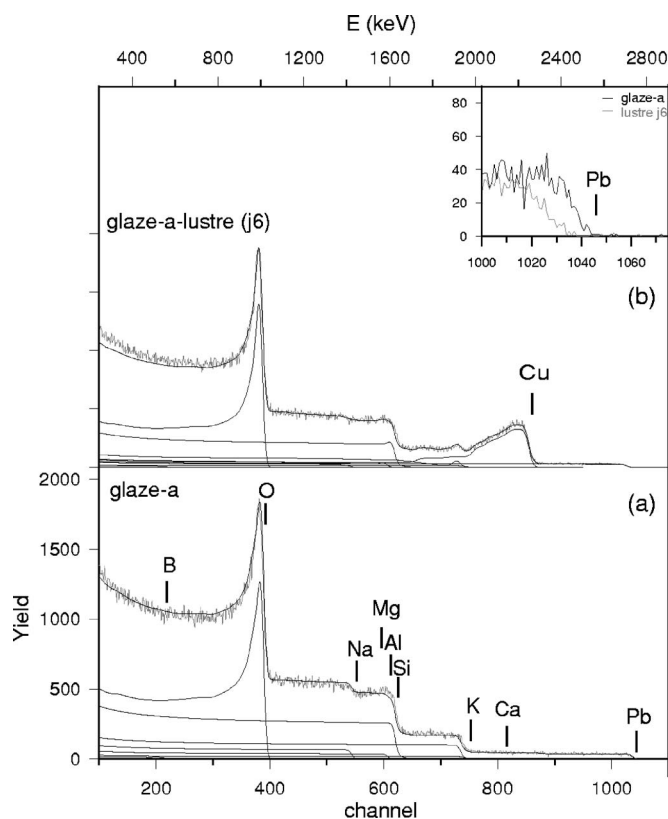 E (keV)
400 800 1200 1600 2000 2400 2800
80
60
40
20
0
glaze-a
lustre j6
Pb
1000 1020 1040 1060
glaze-a-lustre (j6)
(b)
Cu
2000
1500
1000
500
0
Yield
glaze-a
(a)
O
B
Mg
Na Al
Si
K Ca Pb
200 400 600 800 1000
channel